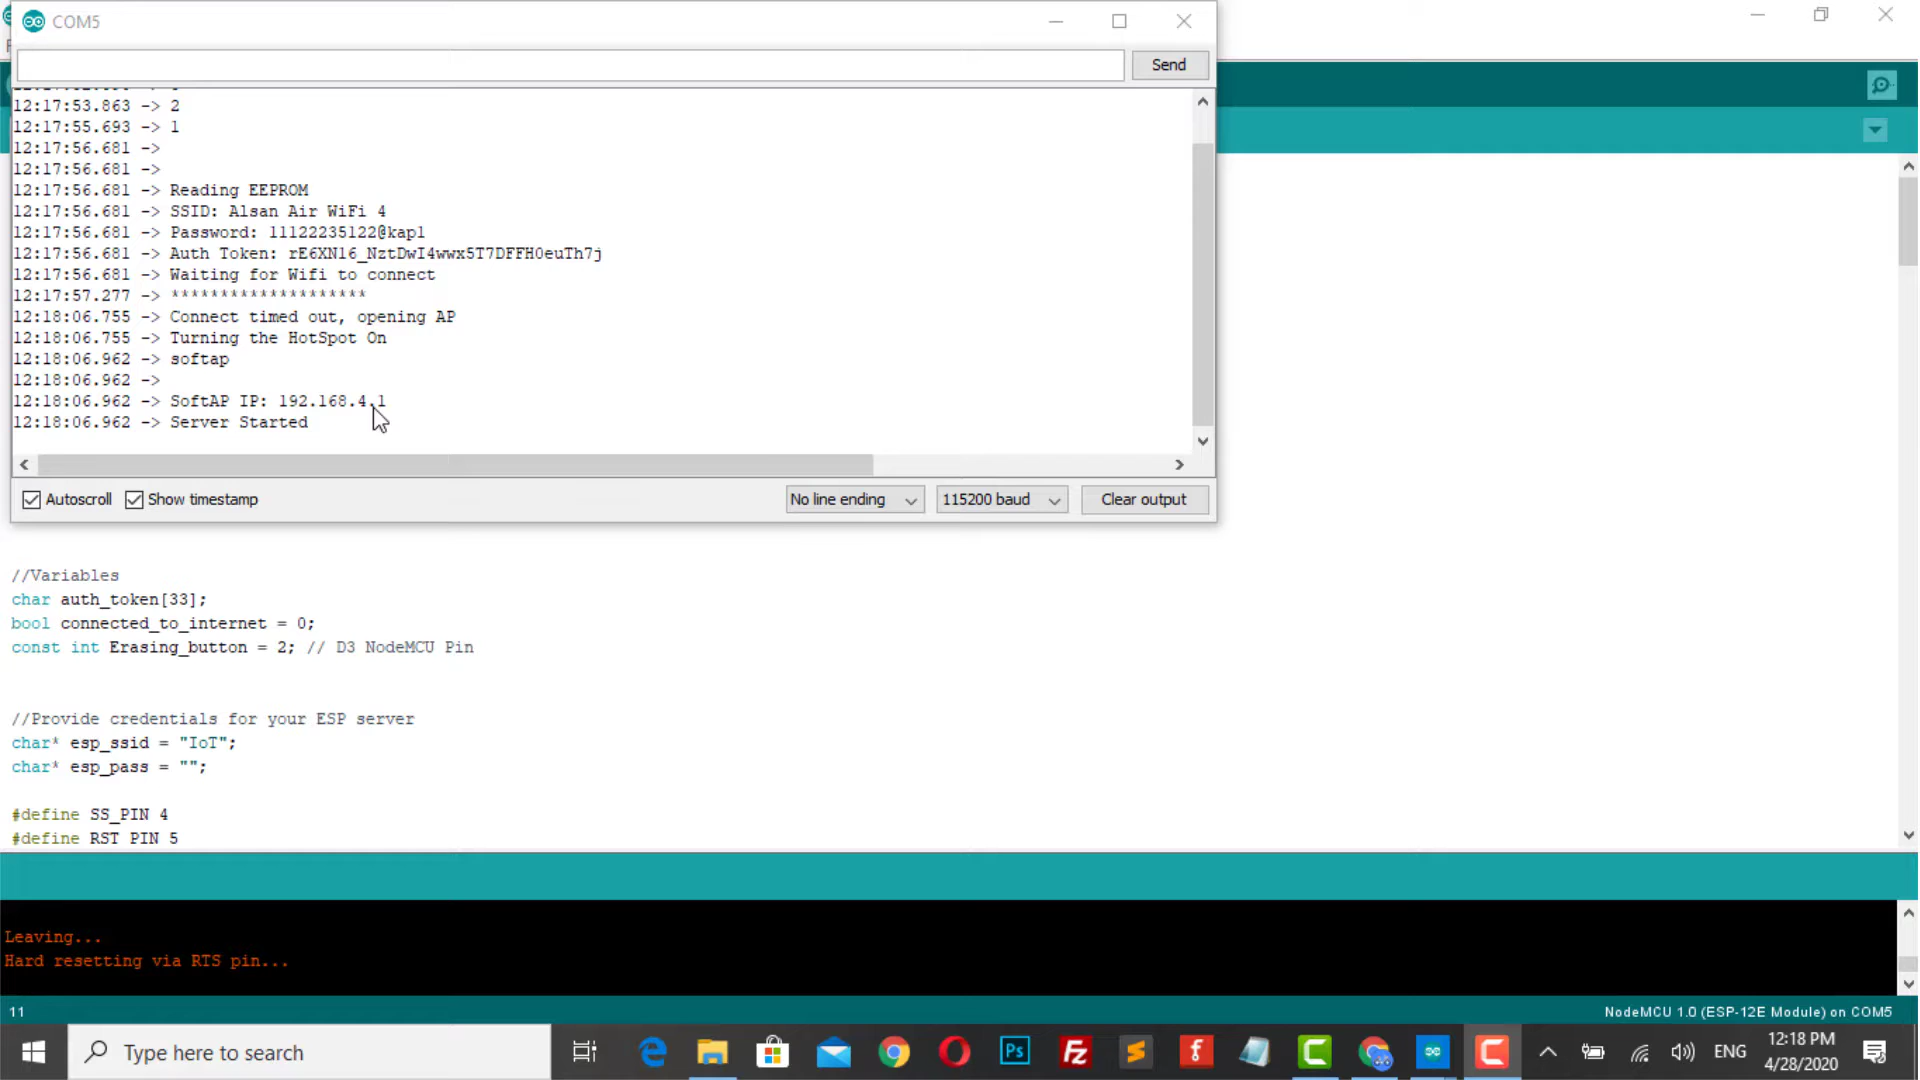 COM5
Send
12:17:53.863 -> 2
12:17:55.693 -> 1
12:17:56.681 ->
12:17:56.681 ->
12:17:56.681 -> Reading EEPROM
12:17:56.681 -> SSID: Alsan Air WiFi 4
12:17:56.681 -> Password: 11122235122@kap1
12:17:56.681 -> Auth Token: rE6XN16_NztDwI4wwx5T7DFFH0euTh7j
12:17:56.681 -> Waiting for Wifi to connect
12:17:57.277 -> ********************
12:18:06.755 -> Connect timed out, opening AP
12:18:06.755 -> Turning the HotSpot On
12:18:06.962 -> softap
12:18:06.962 ->
12:18:06.962 -> SoftAP IP: 192.168.4.1
12:18:06.962 -> Server Started
Autoscroll Show timestamp No line ending 115200 baud Clear output
//Variables
char auth_token[33];
bool connected_to_internet = 0;
const int Erasing_button = 2; // D3 NodeMCU Pin
//Provide credentials for your ESP server
char* esp_ssid = "IoT";
char* esp_pass = "";
#define SS_PIN 4
#define RST PIN 5
Leaving...
Hard resetting via RTS pin...
11 NodeMCU 1.0 (ESP-12E Module) on COM5
Type here to search
Ps
Fz
ENG
12:18 PM
4/28/2020